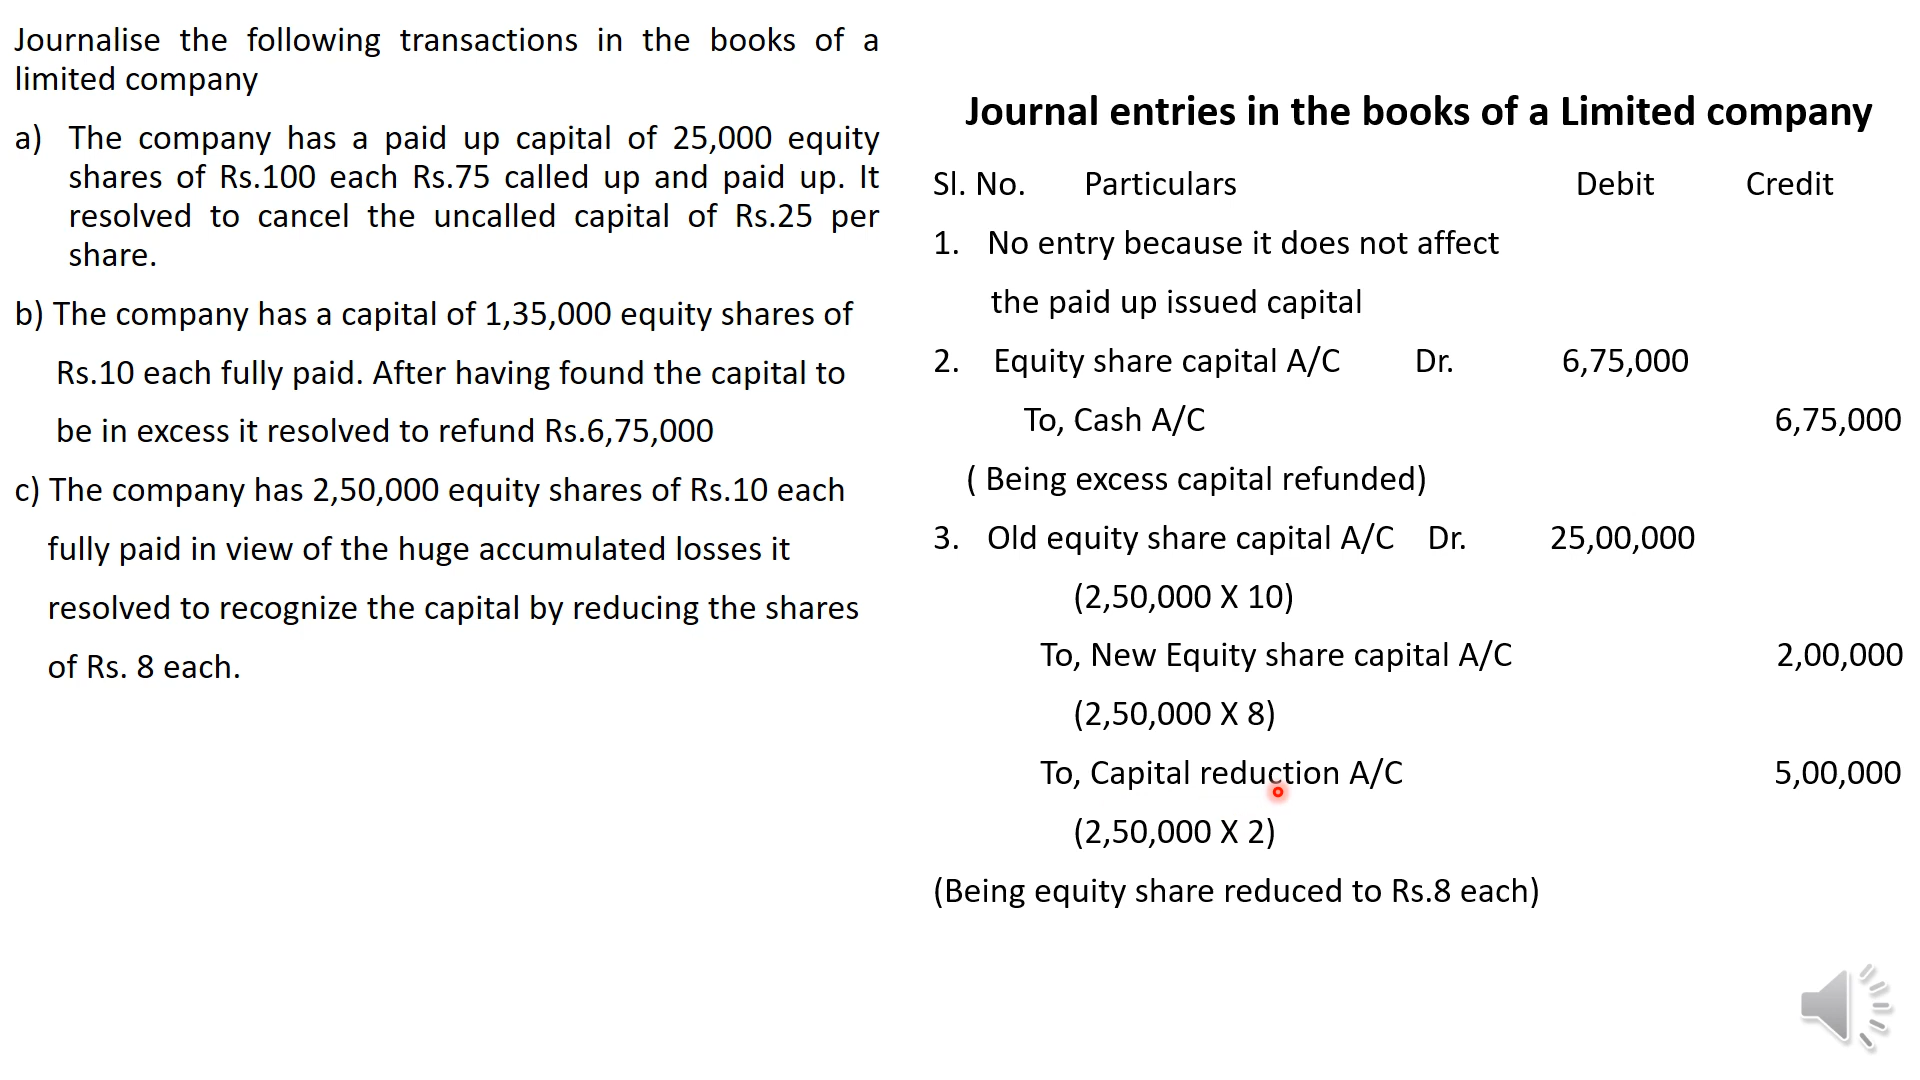 Journalise the following transactions in the books of a
limited company
a) The company has a paid up capital of 25,000 equity
shares of Rs.100 each Rs.75 called up and paid up. It
resolved to cancel the uncalled capital of Rs.25 per
share.
b) The company has a capital of 1,35,000 equity shares of
Rs.10 each fully paid. After having found the capital to
be in excess it resolved to refund Rs.6,75,000
c) The company has 2,50,000 equity shares of Rs.10 each
fully paid in view of the huge accumulated losses it
resolved to recognize the capital by reducing the shares
of Rs. 8 each.
Journal entries in the books of a Limited company
Sl. No. Particulars Debit Credit
1. No entry because it does not affect
the paid up issued capital
2. Equity share capital A/C Dr. 6,75,000
To, Cash A/C 6,75,000
( Being excess capital refunded)
3. Old equity share capital A/C Dr. 25,00,000
(2,50,000 X 10)
To, New Equity share capital A/C 2,00,000
(2,50,000 X 8)
To, Capital reduction A/C 5,00,000
(2,50,000 X 2)
(Being equity share reduced to Rs.8 each)